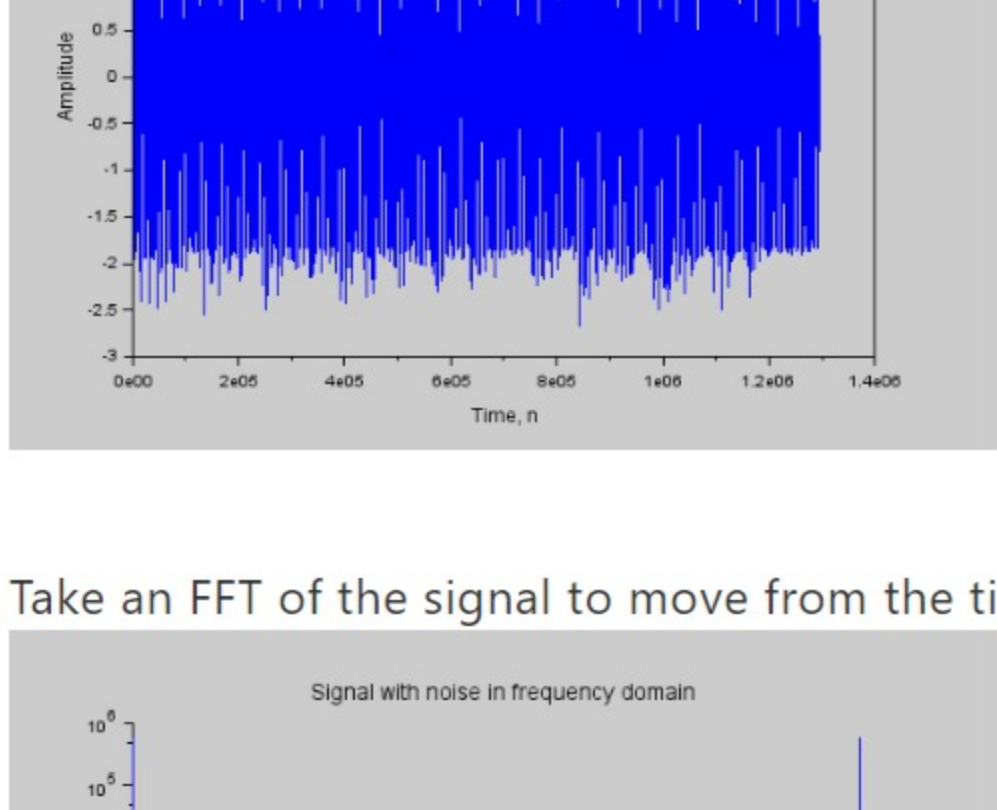 0.5
Amplitude
0
-0.5
-1
-1.5
-2
-2.5
-3
0e00 2e05 4e05 6e05 8e05 1e06 1.2e06 1.4e06
Time, n
Take an FFT of the signal to move from the ti
Signal with noise in frequency domain
10^6
10^5